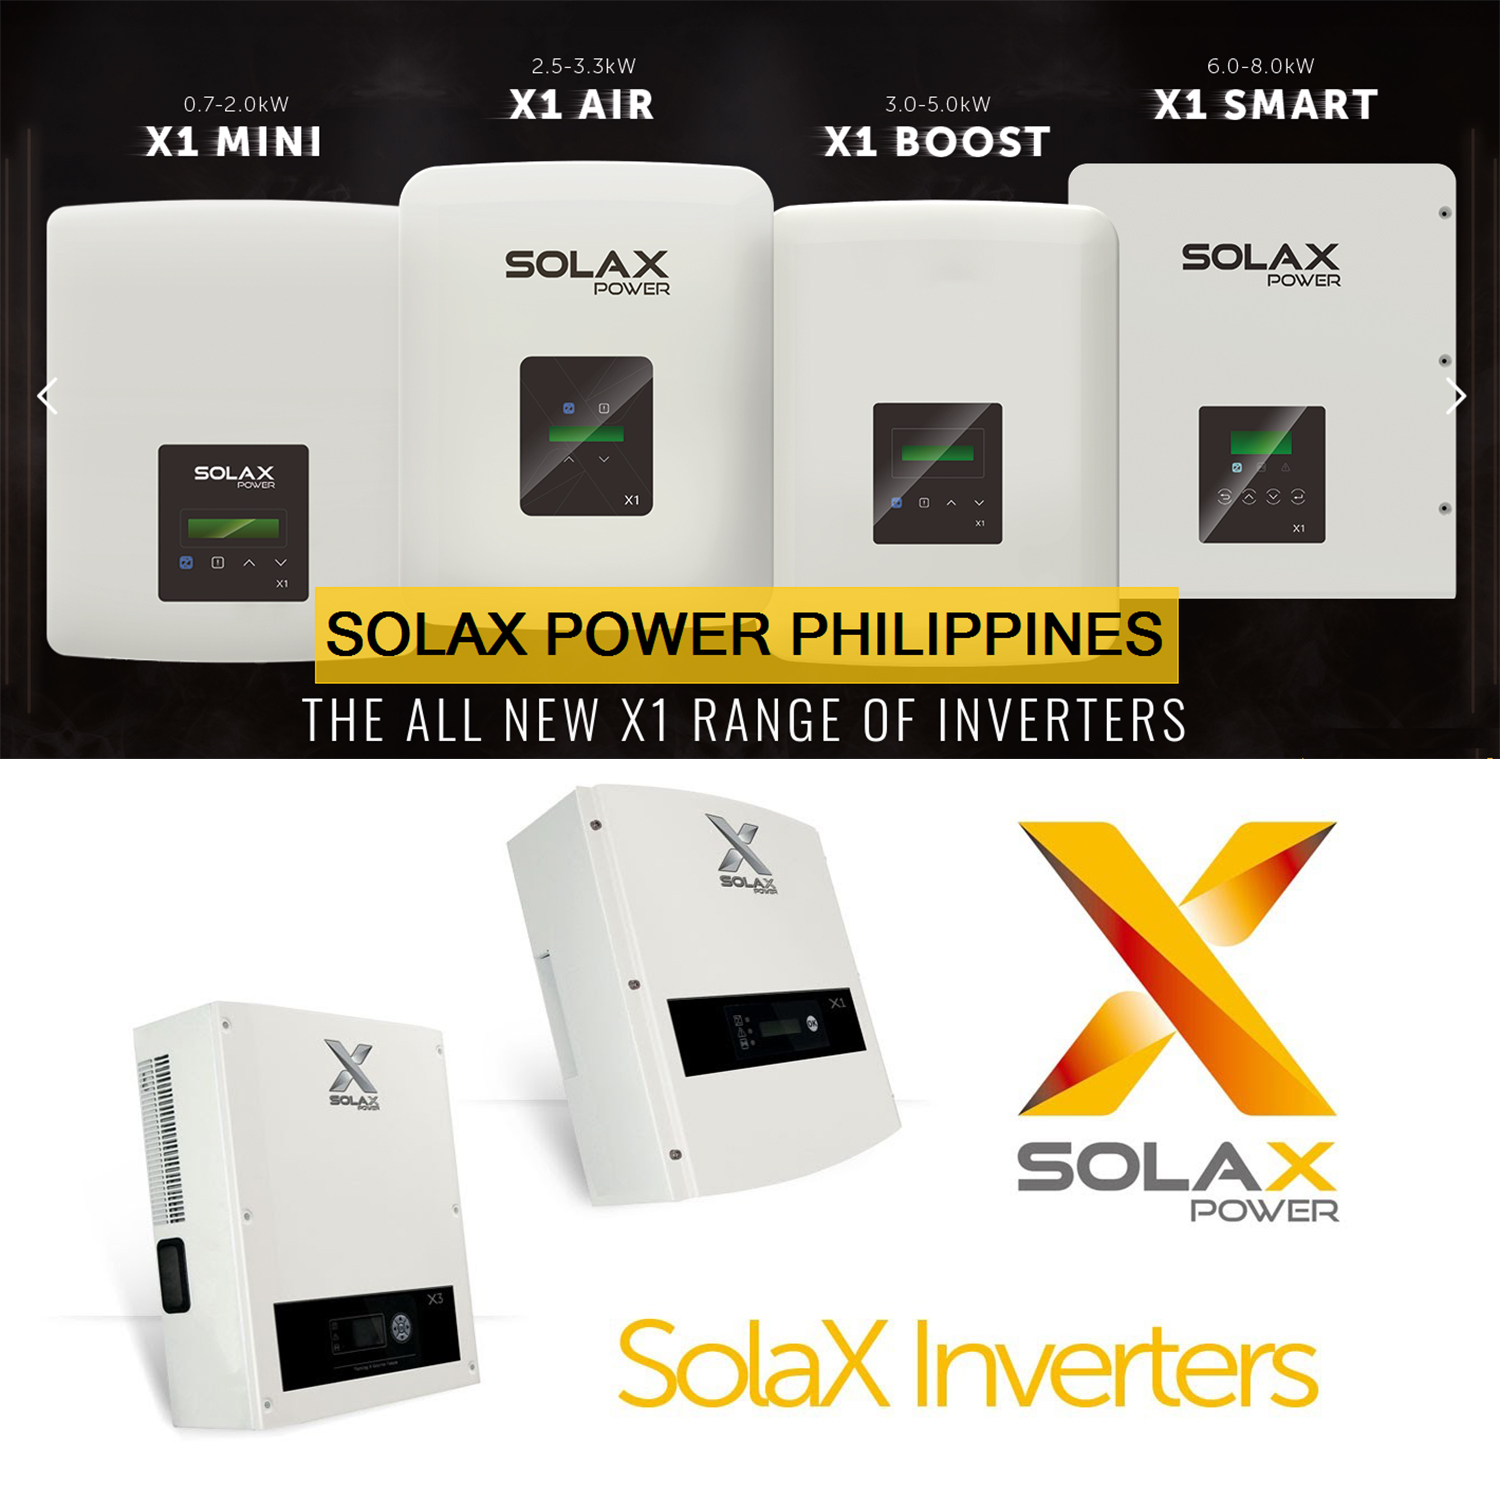 0.7-2.0kW
X1 MINI
2.5-3.3kW
X1 AIR
3.0-5.0kW
X1 BOOST
6.0-8.0kW
X1 SMART
SOLAX
POWER
X1
SOLAX
POWER
X1
X1
SOLAX
POWER
X1
SOLAX POWER PHILIPPINES
THE ALL NEW X1 RANGE OF INVERTERS
X
SOLAX
POWER
X1
OK
X
SOLAX
POWER
X3
X
SOLAX
POWER
SolaX Inverters